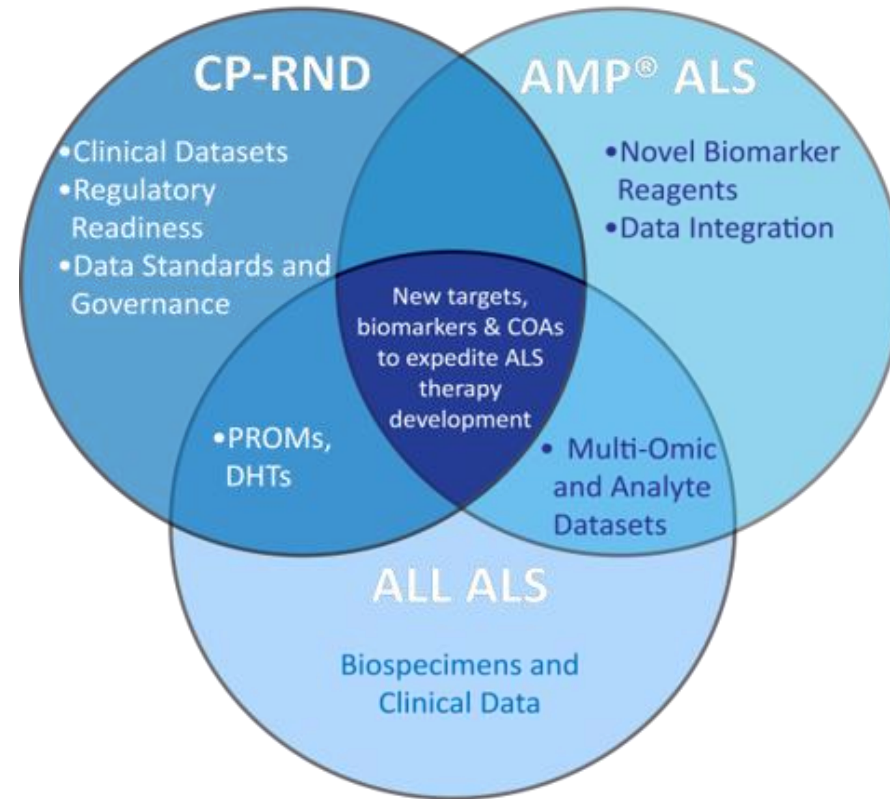 CP-RND
AMP® ALS
•Clinical Datasets
•Regulatory
Readiness
•Data Standards and
Governance
•Novel Biomarker
Reagents
•Data Integration
New targets,
biomarkers & COAs
to expedite ALS
therapy
development
•PROMs,
DHTs
• Multi-Omic
and Analyte
Datasets
ALL ALS
Biospecimens and
Clinical Data